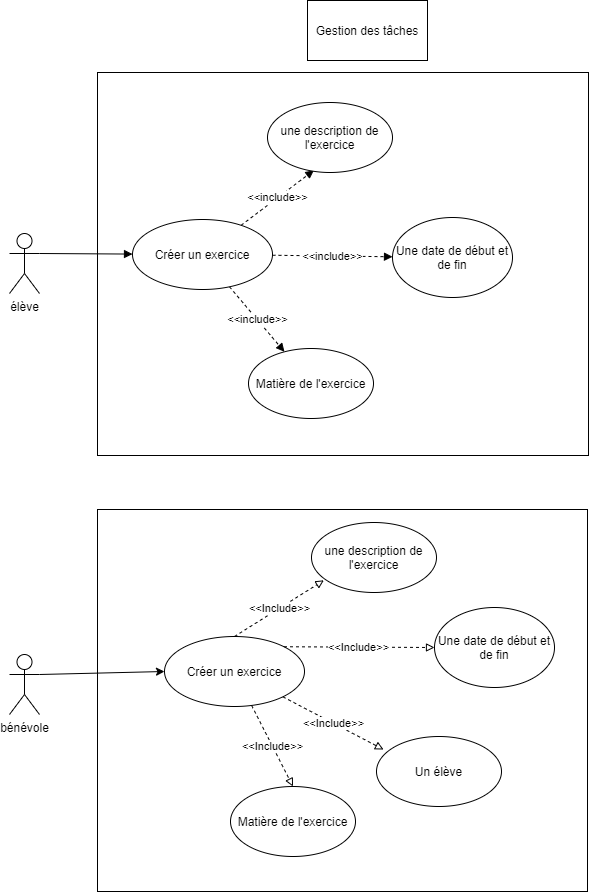 Gestion des tâches
une description de
l'exercice
<<include>>
Créer un exercice
<<include>>
Une date de début et
de fin
élève
<<include>>
Matière de l'exercice
une description de
l'exercice
<<Include>>
Une date de début et
de fin
<<Include>>
Créer un exercice
bénévole
<<Include>>
<<Include>>
Un élève
Matière de l'exercice